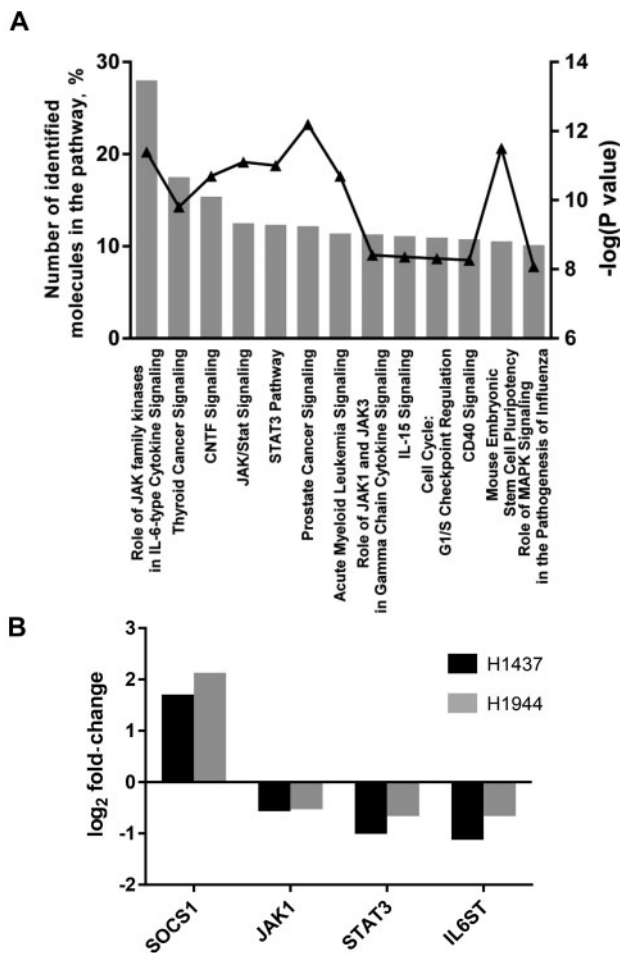 A
Number of identified
molecules in the pathway, %
30
20
10
0
14
12
10
8
6
-log(P value)
Role of JAK family kinases
in IL-6-type Cytokine Signaling
Thyroid Cancer Signaling
CNTF Signaling
JAK/Stat Signaling
STAT3 Pathway
Prostate Cancer Signaling
Acute Myeloid Leukemia Signaling
Role of JAK1 and JAK3
in Gamma Chain Cytokine Signaling
IL-15 Signaling
Cell Cycle:
G1/S Checkpoint Regulation
CD40 Signaling
Mouse Embryonic
Stem Cell Pluripotency
Role of MAPK Signaling
in the Pathogenesis of Influenza
B
log2 fold-change
3
2
1
0
-1
-2
H1437
H1944
SOCS1
JAK1
STAT3
IL6ST